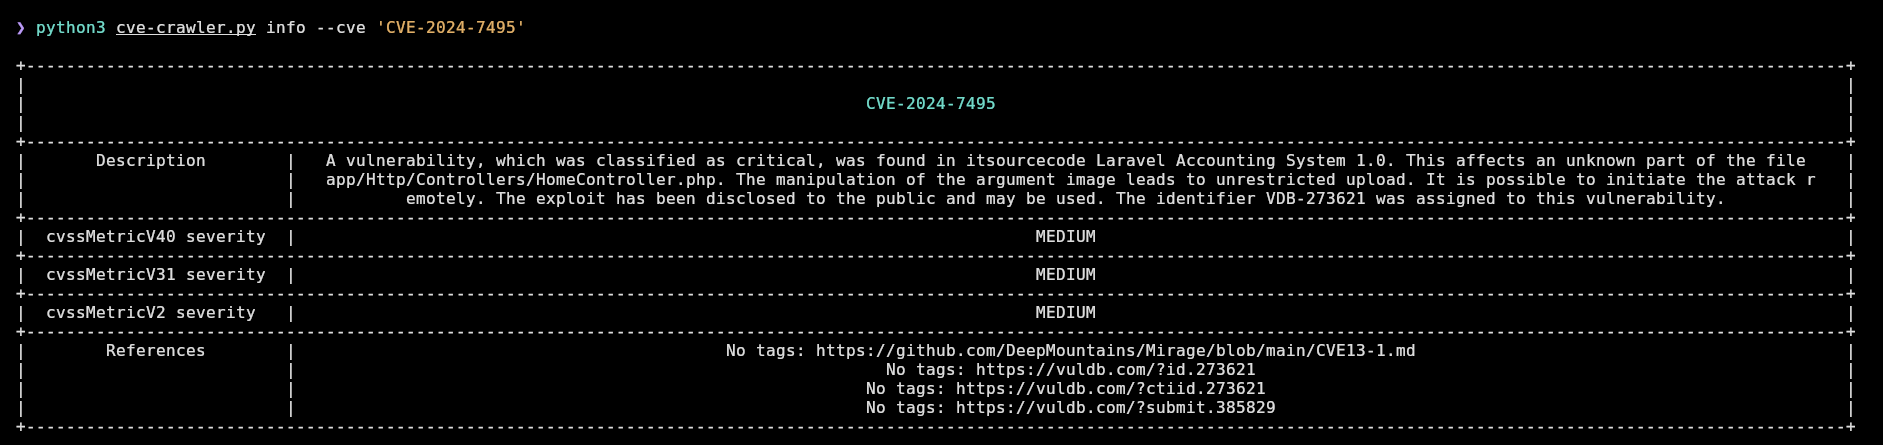 ❯ python3 cve-crawler.py info --cve 'CVE-2024-7495'
CVE-2024-7495
Description | A vulnerability, which was classified as critical, was found in itsourcecode Laravel Accounting System 1.0. This affects an unknown part of the file
app/Http/Controllers/HomeController.php. The manipulation of the argument image leads to unrestricted upload. It is possible to initiate the attack r
emotely. The exploit has been disclosed to the public and may be used. The identifier VDB-273621 was assigned to this vulnerability.
cvssMetricV40 severity | MEDIUM
cvssMetricV31 severity | MEDIUM
cvssMetricV2 severity | MEDIUM
References | No tags: https://github.com/DeepMountains/Mirage/blob/main/CVE13-1.md
No tags: https://vuldb.com/?id.273621
No tags: https://vuldb.com/?ctiid.273621
No tags: https://vuldb.com/?submit.385829